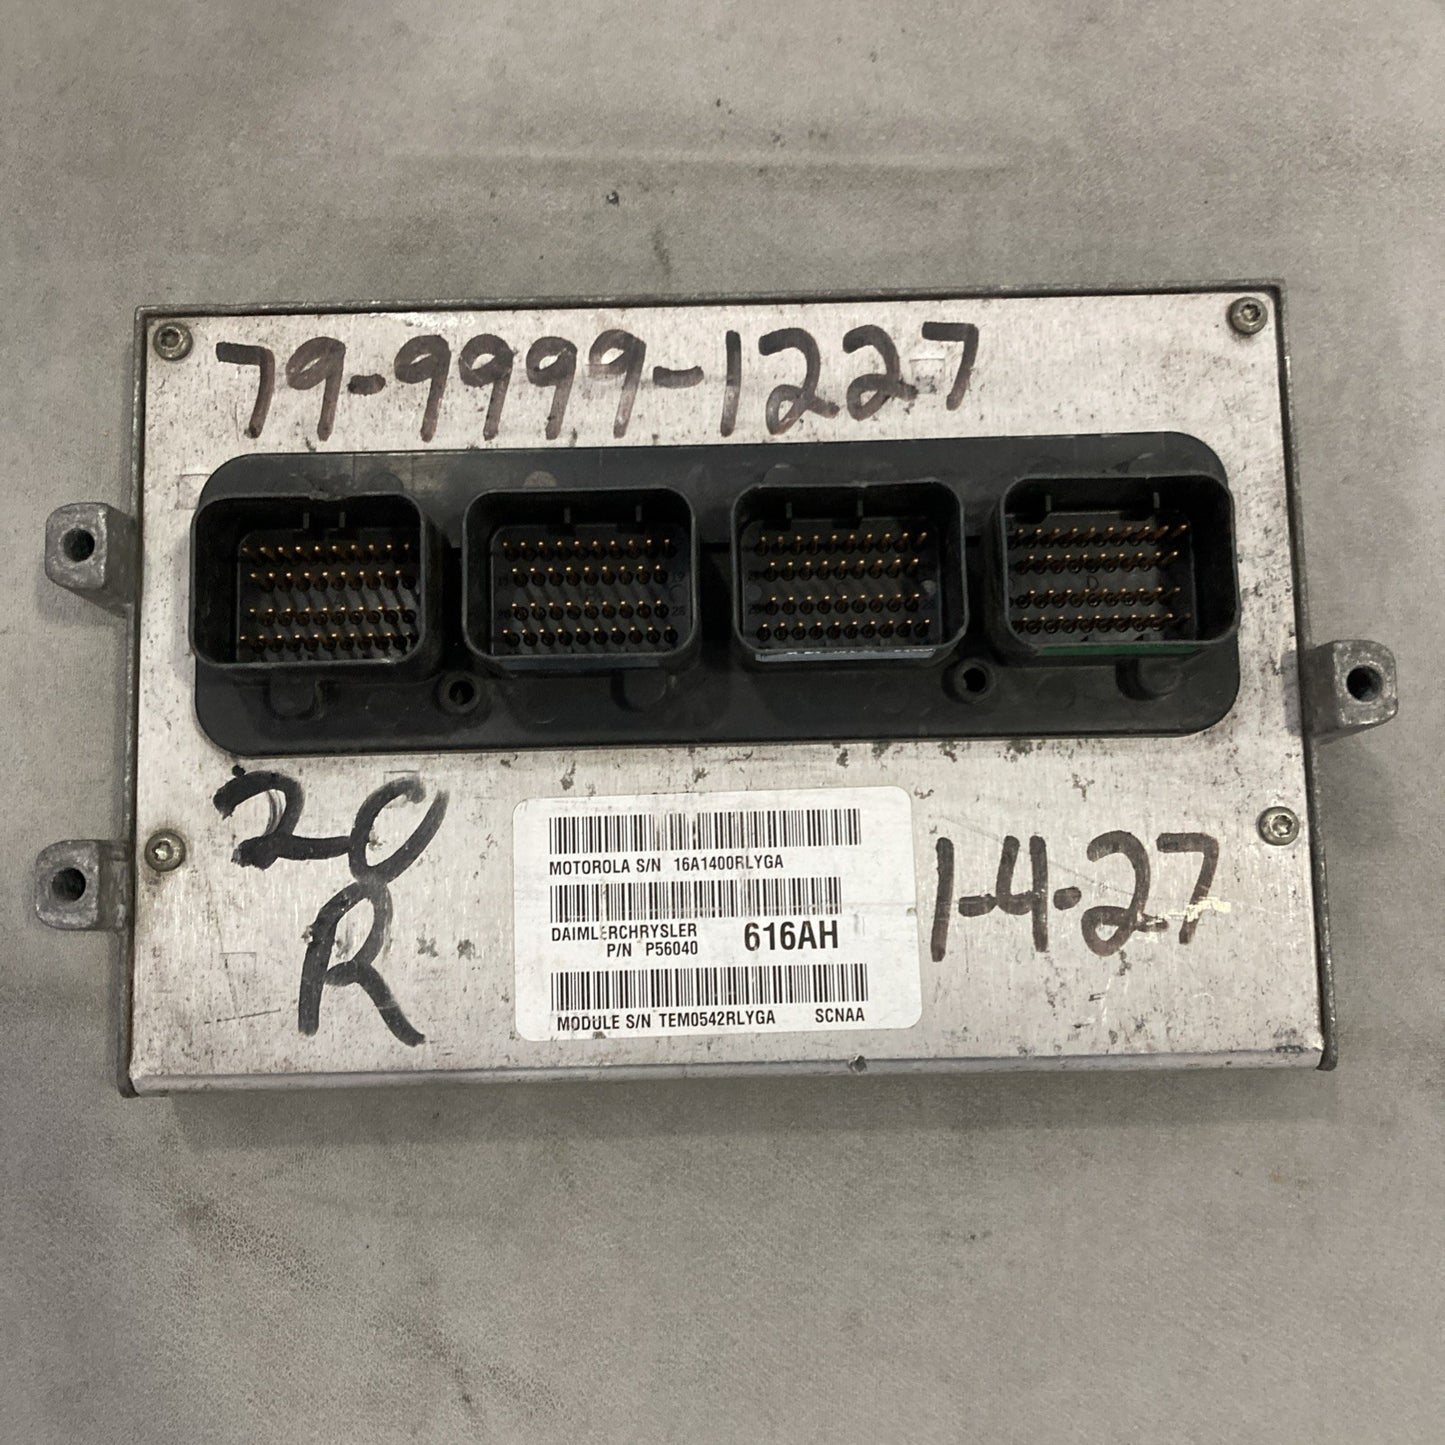 79-9999-1227
20
R
MOTOROLA S/N 16A1400RLYGA
DAIMLERCHRYSLER
P/N P56040 616AH
MODULE S/N TEM0542RLYGA SCNAA
1-4-27